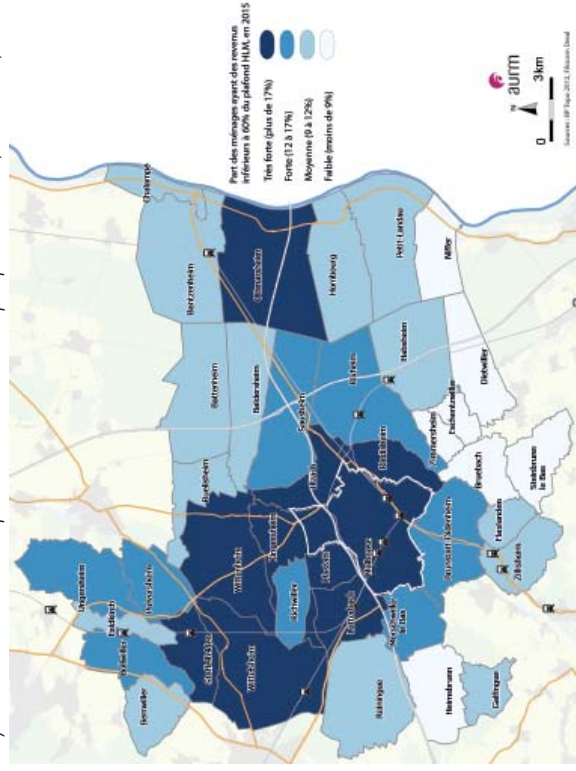 Part des ménages ayant des revenus
inférieurs à 60% du plafond HLM, en 2015
Très forte (plus de 17%)
Forte (12 à 17%)
Moyenne (9 à 12%)
Faible (moins de 9%)
N
aurm
0 3km
Chalampé
Bantzenheim
Ottmarsheim
Hombourg
Petit-Landau
Niffer
Battenheim
Baldersheim
Sausheim
Rixheim
Habsheim
Dietwiller
Eschentzwiller
Zimmersheim
Ruelisheim
Illzach
Riedisheim
Bruebach
Steinbrunn
le Bas
Ungersheim
Feldkirch
Pulversheim
Bollwiller
Berrwiller
Staffelfelden
Wittelsheim
Wittenheim
Kingersheim
Richwiller
Pfastatt
Mulhouse
Lutterbach
Morschwiller
le Bas
Brunstatt-Didenheim
Flaxlanden
Zillisheim
Reiningue
Heimsbrunn
Galfingue